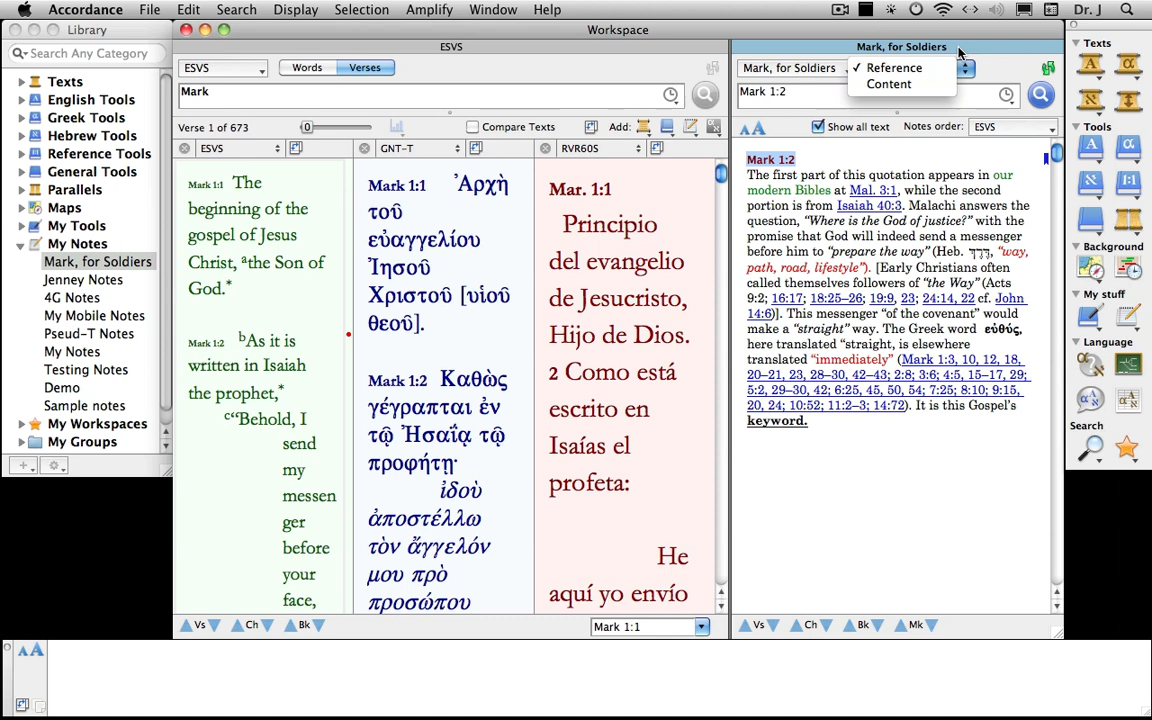 Accordance File Edit Search Display Selection Amplify Window Help Dr. J
Library
Search Any Category
Texts
English Tools
Greek Tools
Hebrew Tools
Reference Tools
General Tools
Parallels
Maps
My Tools
My Notes
Mark, for Soldiers
Jenney Notes
4G Notes
My Mobile Notes
Pseud-T Notes
My Notes
Testing Notes
Demo
Sample notes
My Workspaces
My Groups
Workspace
ESVS
ESVS Words Verses
Mark
Verse 1 of 673 0 Compare Texts Add:
ESVS GNT-T RVR60S
Mark 1:1 The
beginning of the
gospel of Jesus
Christ, ᵃthe Son of
God.*
Mark 1:2 ᵇAs it is
written in Isaiah
the prophet,*
ᶜ“Behold, I
send
my
messen
ger
before
your
face,
Mark 1:1 Ἀρχὴ
τοῦ
εὐαγγελίου
Ἰησοῦ
Χριστοῦ [υἱοῦ
θεοῦ].
Mark 1:2 Καθὼς
γέγραπται ἐν
τῷ Ἠσαΐᾳ τῷ
προφήτῃ·
ἰδοὺ
ἀποστέλλω
τὸν ἄγγελόν
μου πρὸ
προσώπου
Mar. 1:1
Principio
del evangelio
de Jesucristo,
Hijo de Dios.
2 Como está
escrito en
Isaías el
profeta:
He
aquí yo envío
Vs Ch Bk Mark 1:1
Mark, for Soldiers
Mark, for Soldiers ✓ Reference
Content
Mark 1:2
Show all text Notes order: ESVS
Mark 1:2
The first part of this quotation appears in our
modern Bibles at Mal. 3:1, while the second
portion is from Isaiah 40:3. Malachi answers the
question, “Where is the God of justice?” with the
promise that God will indeed send a messenger
before him to “prepare the way” (Heb. דֶּרֶךְ, “way,
path, road, lifestyle”). [Early Christians often
called themselves followers of “the Way” (Acts
9:2; 16:17; 18:25–26; 19:9, 23; 24:14, 22 cf. John
14:6)]. This messenger “of the covenant” would
make a “straight” way. The Greek word εὐθύς,
here translated “straight, is elsewhere
translated “immediately” (Mark 1:3, 10, 12, 18,
20–21, 23, 28–30, 42–43; 2:8; 3:6; 4:5, 15–17, 29;
5:2, 29–30, 42; 6:25, 45, 50, 54; 7:25; 8:10; 9:15,
20, 24; 10:52; 11:2–3; 14:72). It is this Gospel’s
keyword.
Vs Ch Bk Mk
Texts
Tools
Background
My stuff
Language
Search